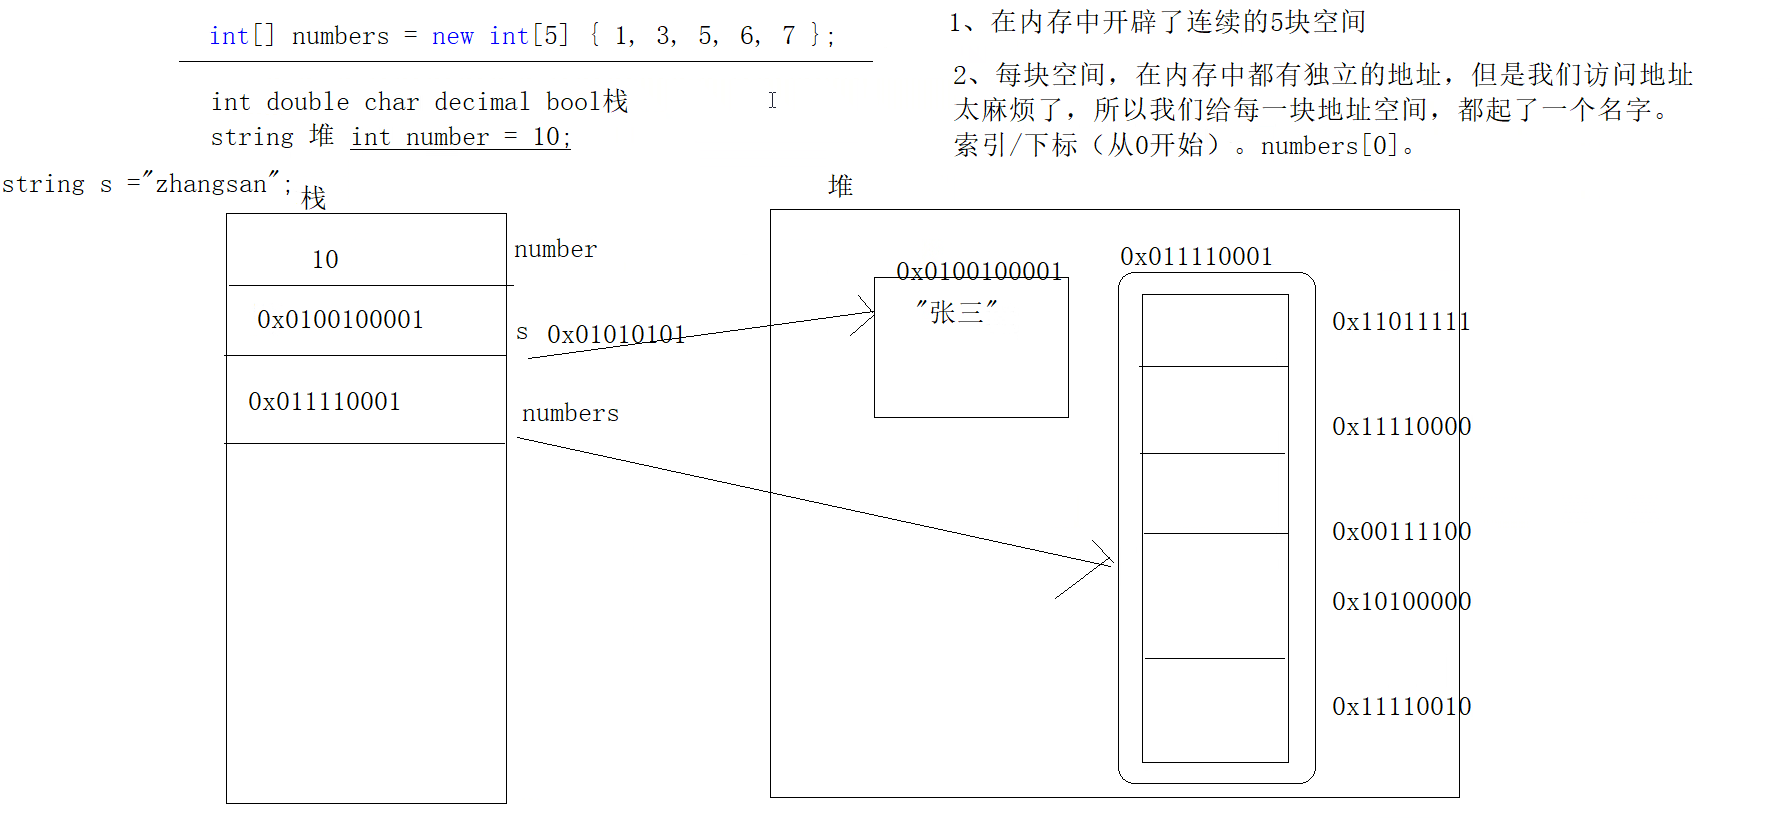 int[] numbers = new int[5] { 1, 3, 5, 6, 7 };
int double char decimal bool栈
string 堆 int number = 10;
string s ="zhangsan";
1、在内存中开辟了连续的5块空间
2、每块空间，在内存中都有独立的地址，但是我们访问地址
太麻烦了，所以我们给每一块地址空间，都起了一个名字。
索引/下标（从0开始）。numbers[0]。
栈
10
number
0x0100100001
s
0x01010101
0x011110001
numbers
堆
0x0100100001
"张三"
0x011110001
0x11011111
0x11110000
0x00111100
0x10100000
0x11110010